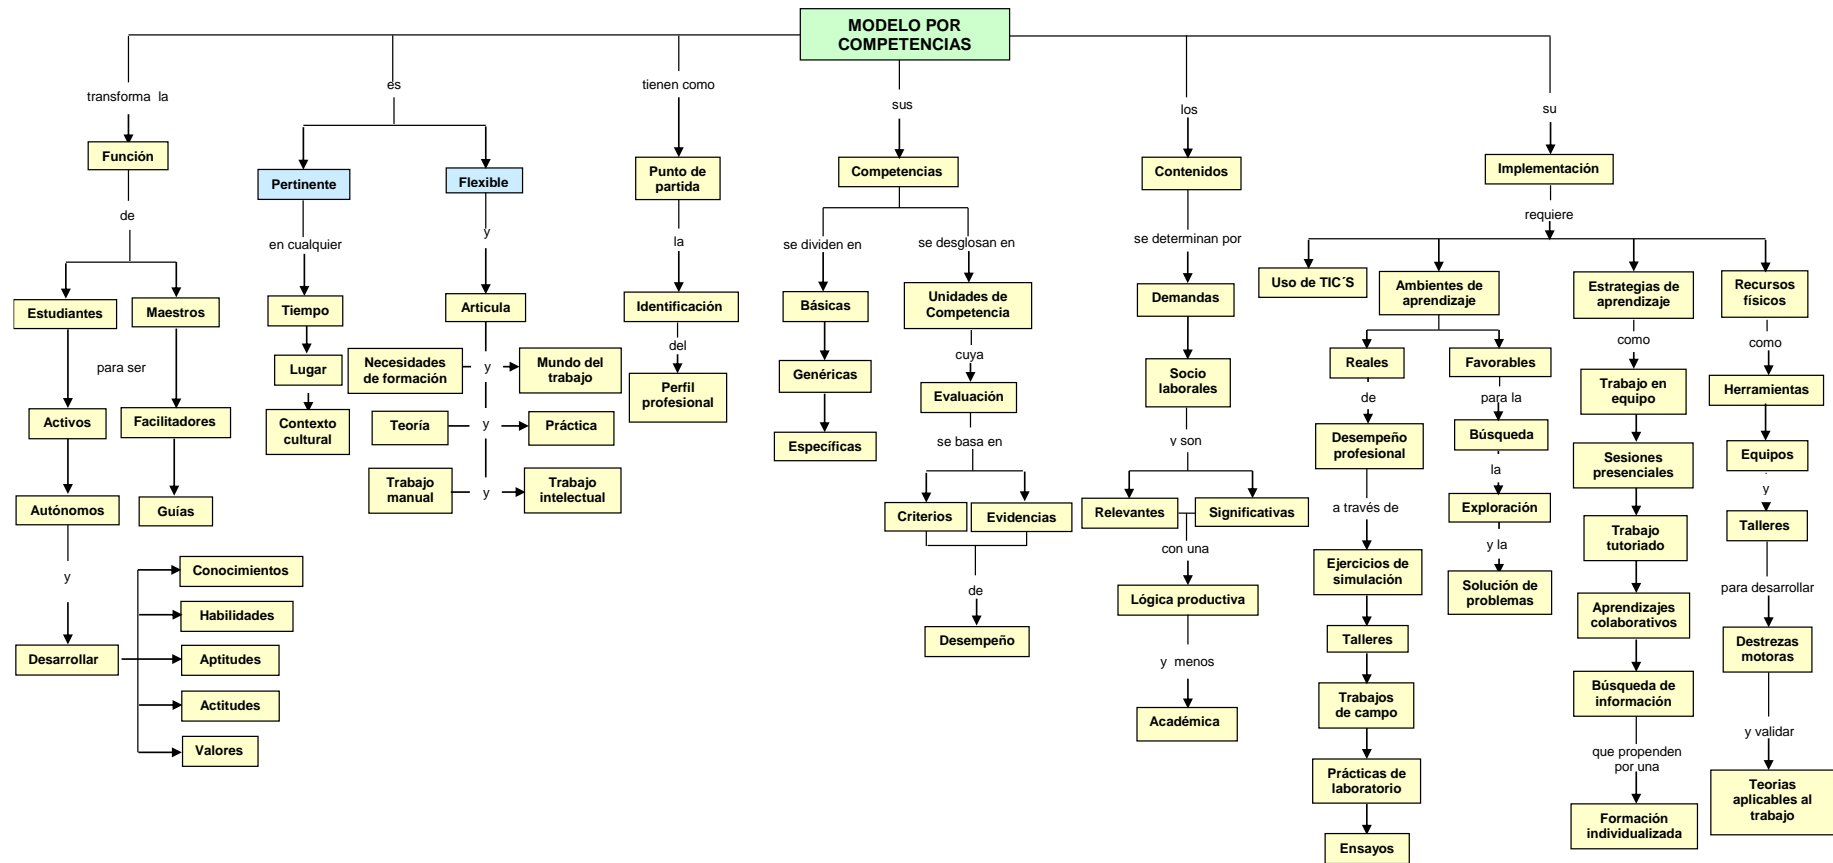 MODELO POR
COMPETENCIAS
transforma la
es
tienen como
sus
los
su
Función
Pertinente
Flexible
Punto de
partida
Competencias
Contenidos
Implementación
de
en cualquier
y
la
se dividen en
se desglosan en
se determinan por
requiere
Estudiantes
Maestros
para ser
Activos
Facilitadores
Autónomos
Guías
y
Desarrollar
Conocimientos
Habilidades
Aptitudes
Actitudes
Valores
Tiempo
Lugar
Contexto
cultural
Articula
Necesidades
de formación
y
Mundo del
trabajo
Teoría
y
Práctica
Trabajo
manual
y
Trabajo
intelectual
Identificación
del
Perfil
profesional
Básicas
Genéricas
Específicas
Unidades de
Competencia
cuya
Evaluación
se basa en
Criterios
Evidencias
de
Desempeño
Demandas
Socio
laborales
y son
Relevantes
Significativas
con una
Lógica productiva
y menos
Académica
Uso de TIC´S
Ambientes de
aprendizaje
Reales
de
Desempeño
profesional
a través de
Ejercicios de
simulación
Talleres
Trabajos
de campo
Prácticas de
laboratorio
Ensayos
Favorables
para la
Búsqueda
la
Exploración
y la
Solución de
problemas
Estrategias de
aprendizaje
como
Trabajo en
equipo
Sesiones
presenciales
Trabajo
tutoriado
Aprendizajes
colaborativos
Búsqueda de
información
que propenden
por una
Formación
individualizada
Recursos
físicos
como
Herramientas
Equipos
y
Talleres
para desarrollar
Destrezas
motoras
y validar
Teorias
aplicables al
trabajo